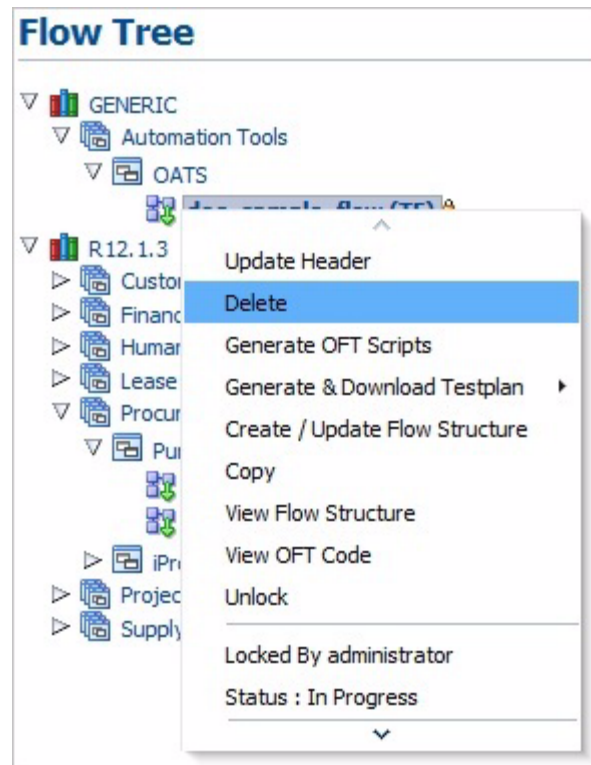 Flow Tree
GENERIC
Automation Tools
OATS
R12.1.3
Update Header
Delete
Generate OFT Scripts
Generate & Download Testplan
Create / Update Flow Structure
Copy
View Flow Structure
View OFT Code
Unlock
Locked By administrator
Status : In Progress
Lease